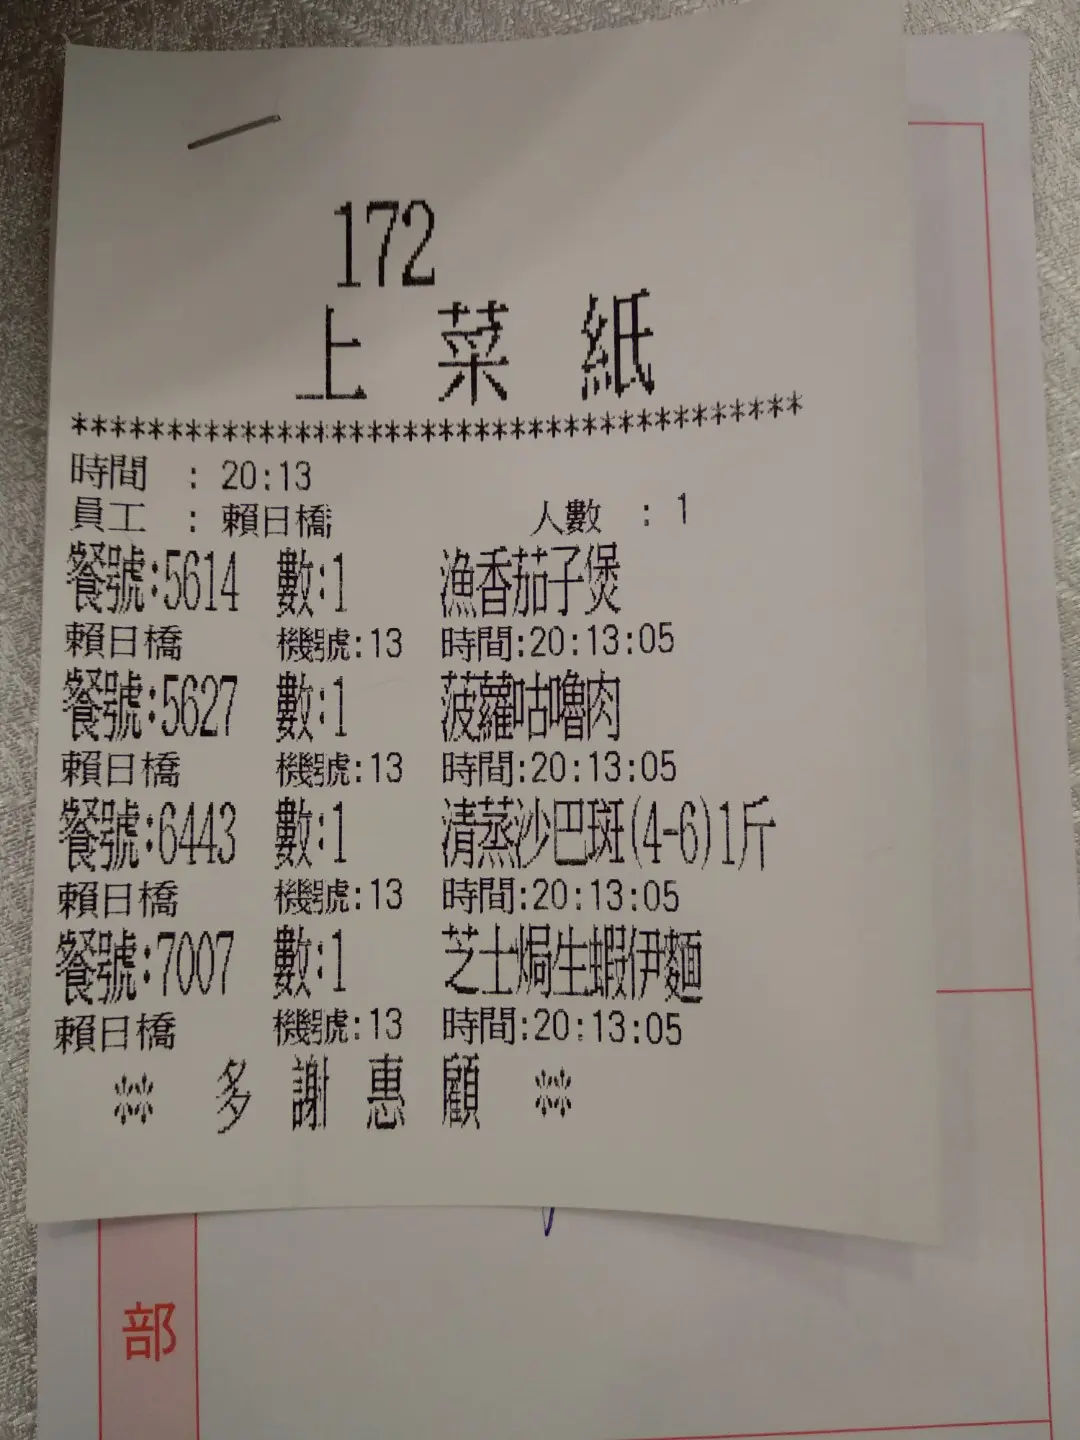 172
上菜紙
***************************************
時間 : 20:13
員工 : 賴日橋 人數 : 1
餐號:5614 數:1 漁香茄子煲
賴日橋 機號:13 時間:20:13:05
餐號:5627 數:1 菠蘿咕嚕肉
賴日橋 機號:13 時間:20:13:05
餐號:6443 數:1 清蒸沙巴斑(4-6)1斤
賴日橋 機號:13 時間:20:13:05
餐號:7007 數:1 芝士焗生蝦伊麵
賴日橋 機號:13 時間:20:13:05
** 多謝惠顧 **
部